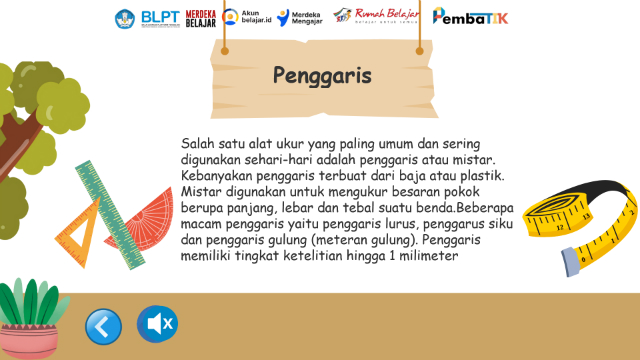 BLPT
MERDEKA
BELAJAR
Akun
belajar.id
Merdeka
Mengajar
Rumah Belajar
belajar untuk semua
PembaTIK
Penggaris
Salah satu alat ukur yang paling umum dan sering
digunakan sehari-hari adalah penggaris atau mistar.
Kebanyakan penggaris terbuat dari baja atau plastik.
Mistar digunakan untuk mengukur besaran pokok
berupa panjang, lebar dan tebal suatu benda.Beberapa
macam penggaris yaitu penggaris lurus, penggarus siku
dan penggaris gulung (meteran gulung). Penggaris
memiliki tingkat ketelitian hingga 1 milimeter